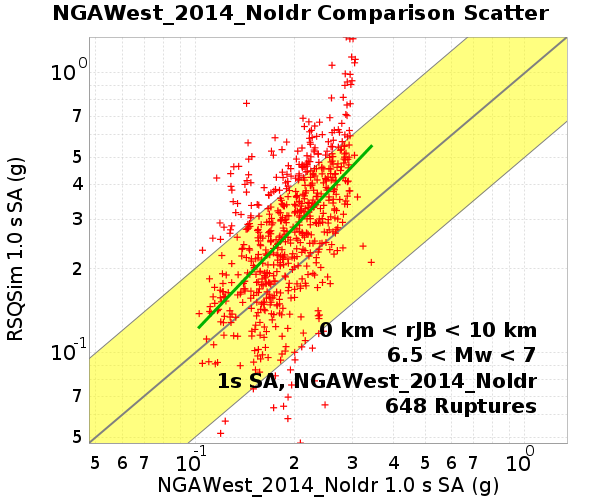 NGAWest_2014_NoIdr Comparison Scatter
RSQSim 1.0 s SA (g)
10^0
7
5
4
3
2
10^-1
7
5
0 km < rJB < 10 km
6.5 < Mw < 7
1s SA, NGAWest_2014_NoIdr
648 Ruptures
5 6 7 10^-1 2 3 4 5 6 7 10^0
NGAWest_2014_NoIdr 1.0 s SA (g)